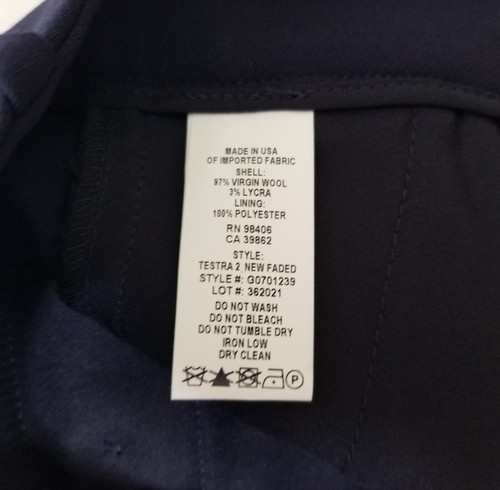 MADE IN USA
OF IMPORTED FABRIC
SHELL:
97% VIRGIN WOOL
3% LYCRA
LINING:
100% POLYESTER
RN 98406
CA 39862
STYLE:
TESTRA 2 NEW FADED
STYLE #: G0701239
LOT #: 362021
DO NOT WASH
DO NOT BLEACH
DO NOT TUMBLE DRY
IRON LOW
DRY CLEAN
P